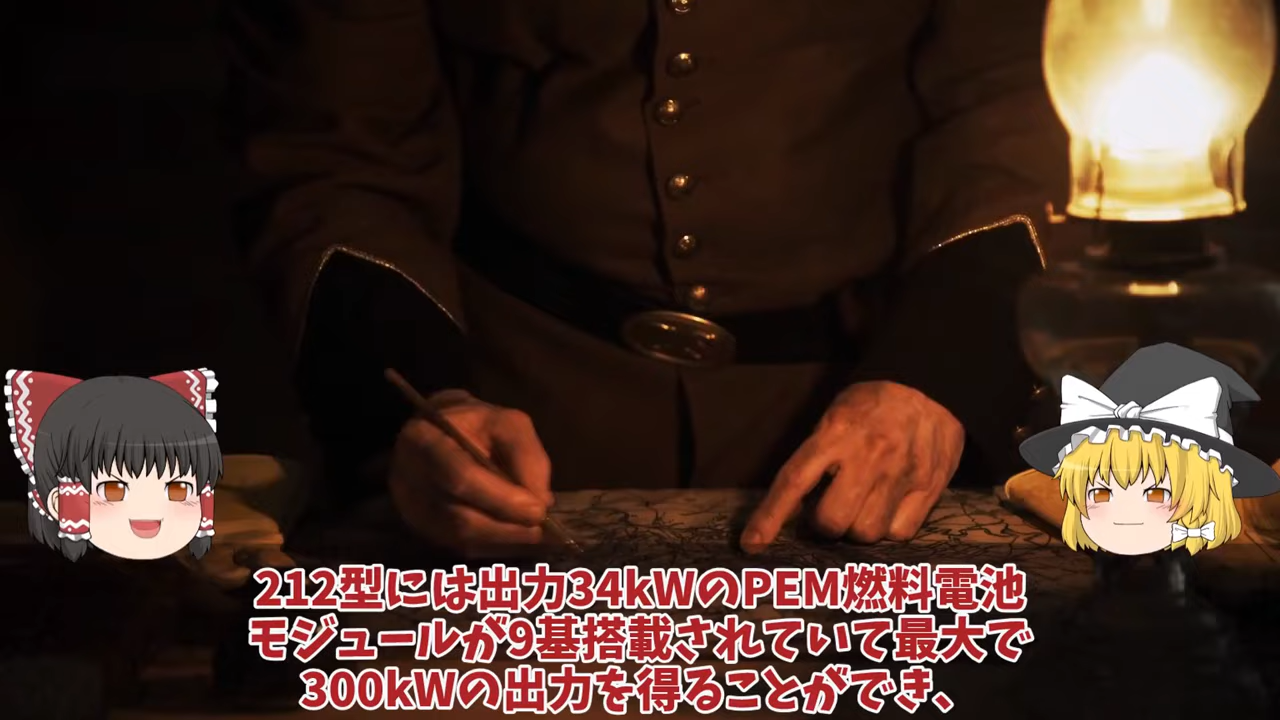 212型には出力34kWのPEM燃料電池
モジュールが9基搭載されていて最大で
300kWの出力を得ることができ、